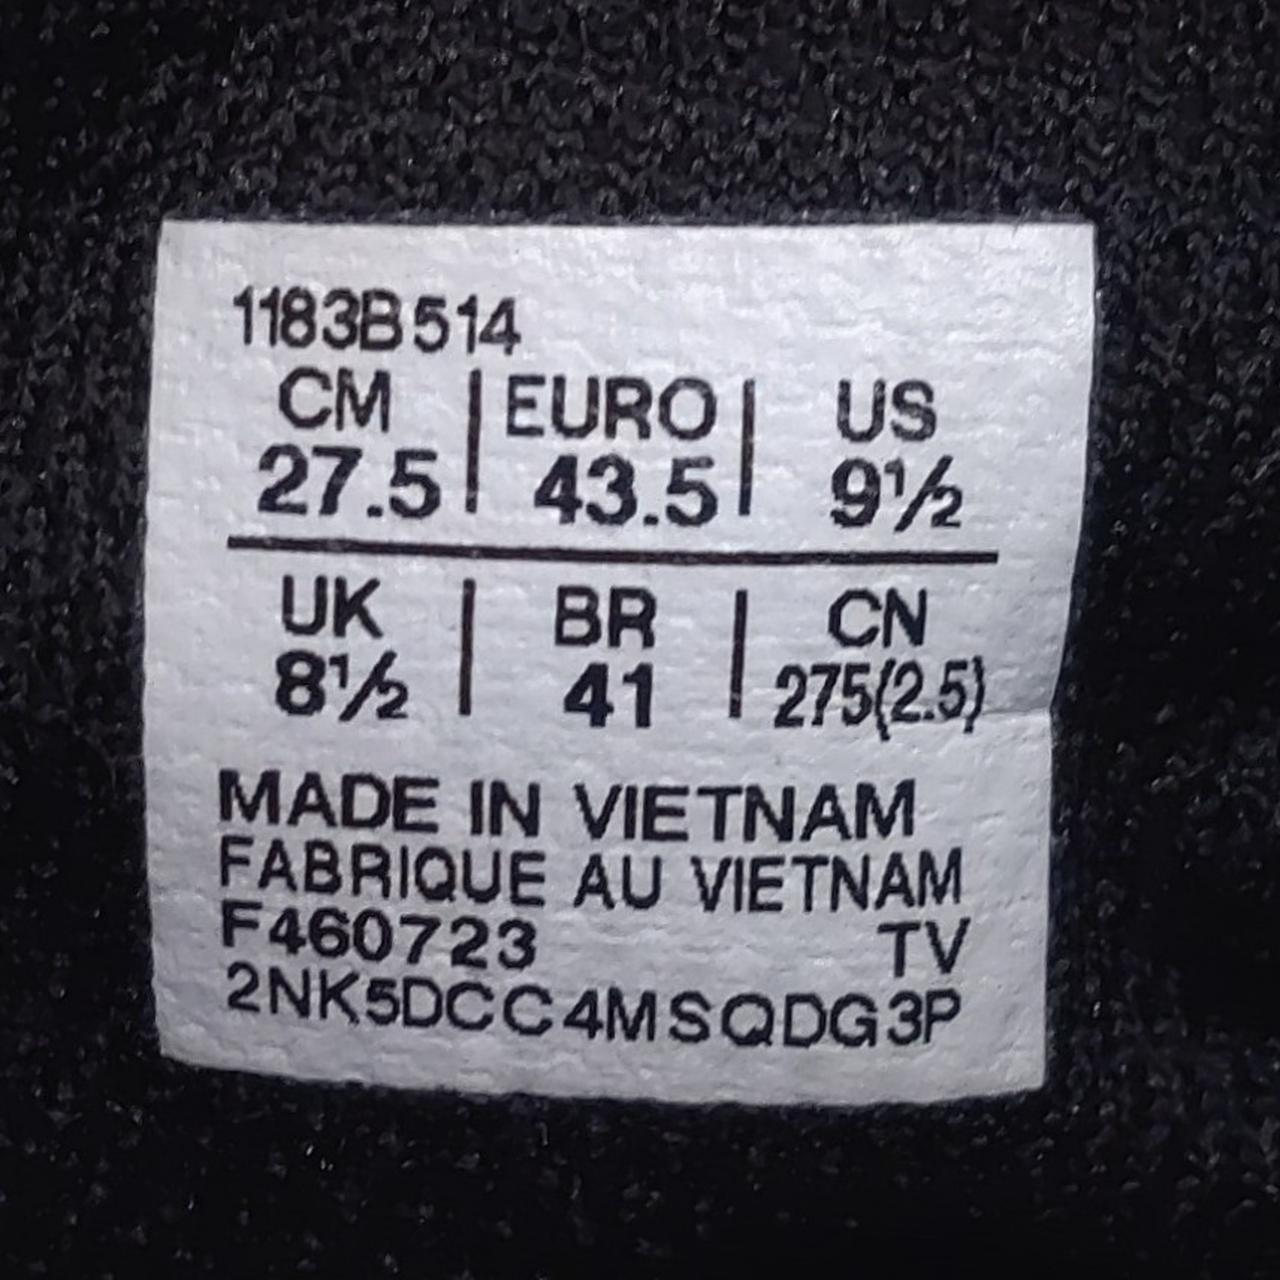 1183B514
CM | EURO | US
27.5 | 43.5 | 9½
UK | BR | CN
8½ | 41 | 275(2.5)
MADE IN VIETNAM
FABRIQUE AU VIETNAM
F460723 TV
2NK5DCC4MSQDG3P